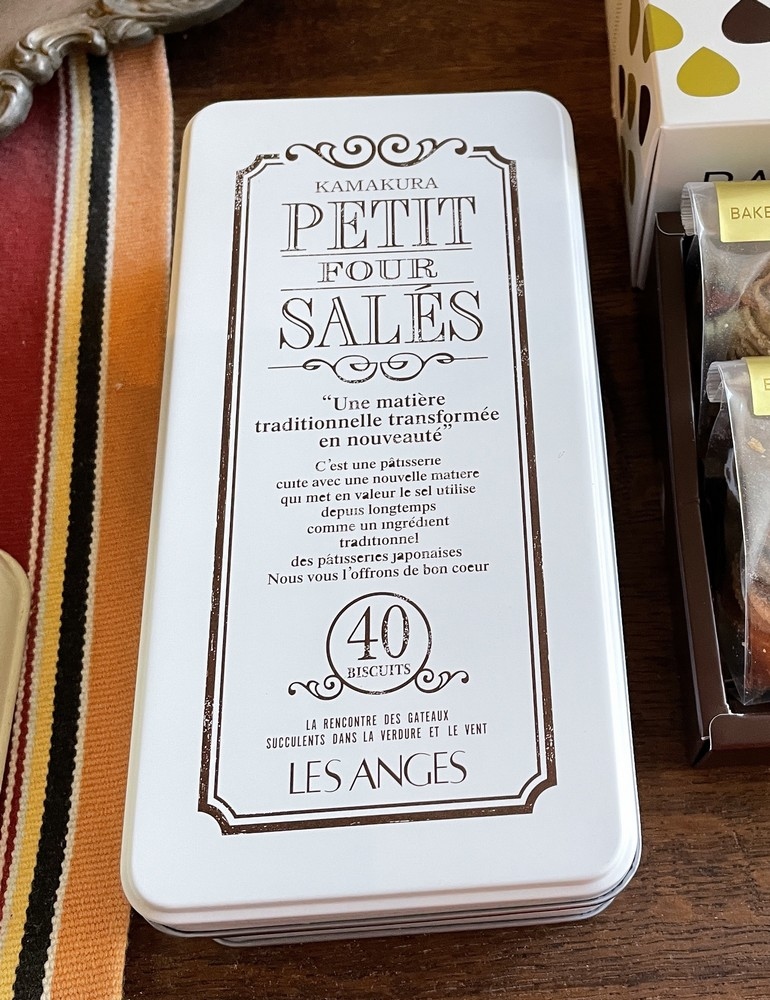 KAMAKURA
PETIT
FOUR
SALÉS
“Une matière
traditionnelle transformée
en nouveauté”
C'est une pâtisserie
cuite avec une nouvelle matiere
qui met en valeur le sel utilise
depuis longtemps
comme un ingrédient
traditionnel
des pâtisseries japonaises
Nous vous l'offrons de bon coeur
40
BISCUITS
LA RENCONTRE DES GATEAUX
SUCCULENTS DANS LA VERDURE ET LE VENT
LES ANGES
BAKE